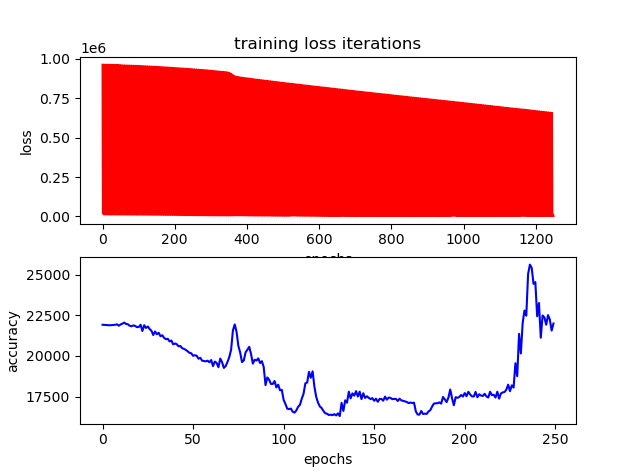 training loss iterations
1e6
1.00
0.75
0.50
0.25
0.00
loss
0 200 400 600 800 1000 1200
epochs
25000
22500
20000
17500
accuracy
0 50 100 150 200 250
epochs